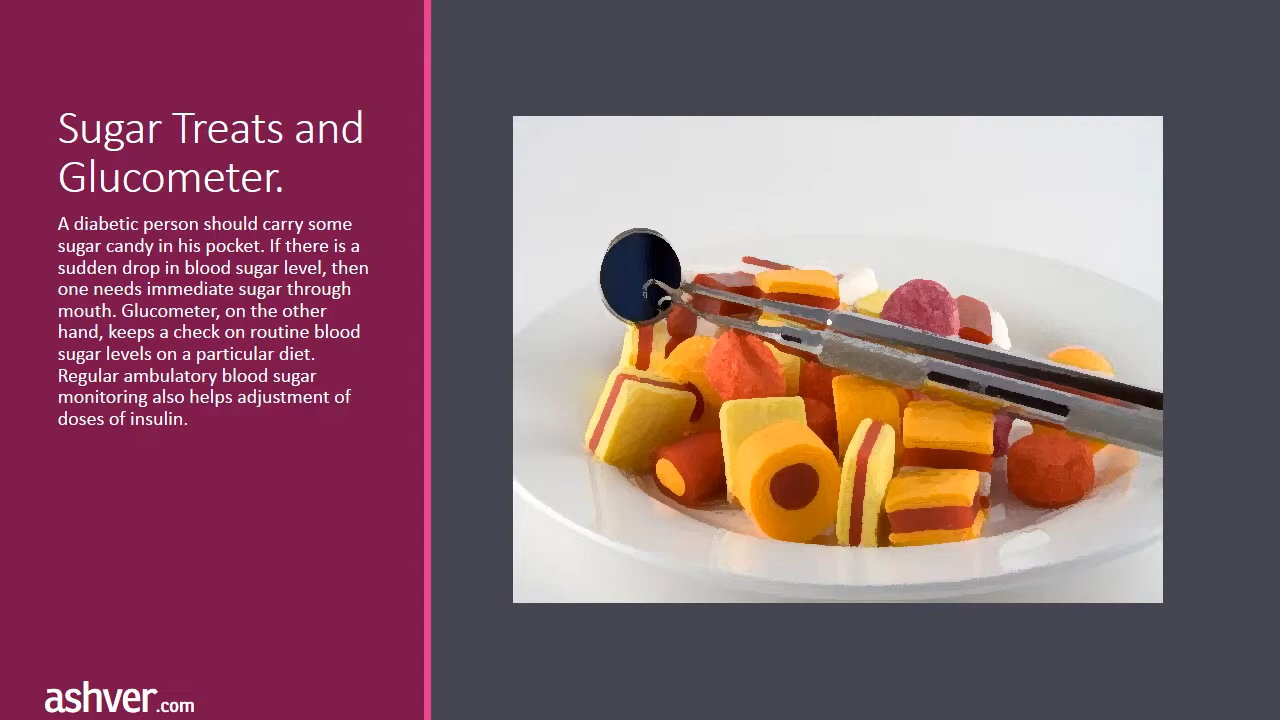 Sugar Treats and
Glucometer.
A diabetic person should carry some
sugar candy in his pocket. If there is a
sudden drop in blood sugar level, then
one needs immediate sugar through
mouth. Glucometer, on the other
hand, keeps a check on routine blood
sugar levels on a particular diet.
Regular ambulatory blood sugar
monitoring also helps adjustment of
doses of insulin.
ashver.com